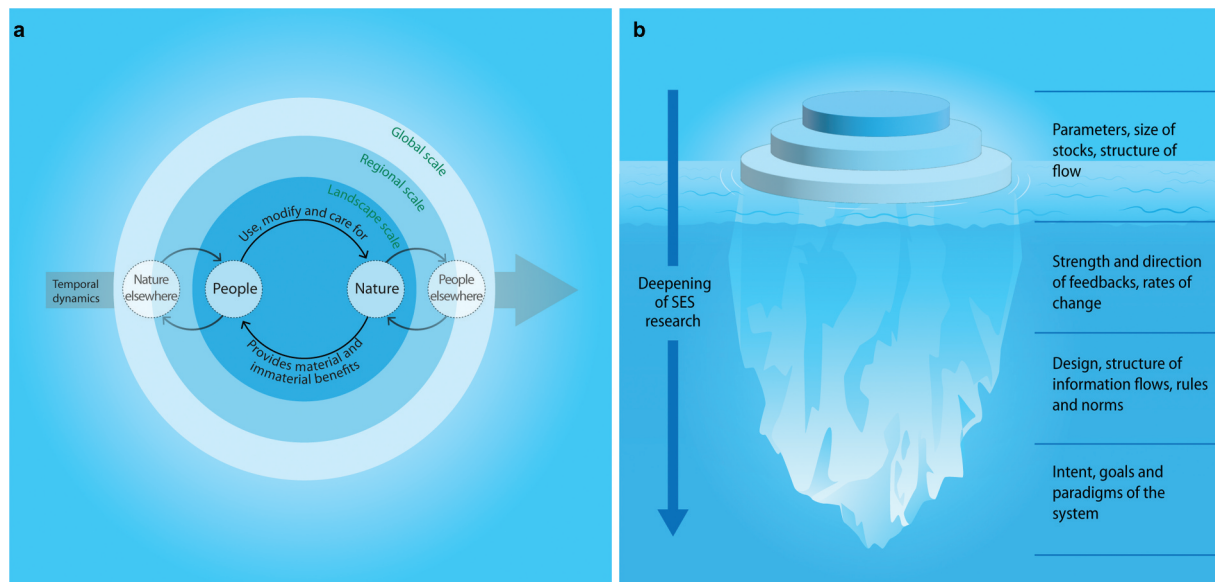 a
Global scale
Regional scale
Landscape scale
Use, modify and care for
Temporal
dynamics
Nature
elsewhere
People
Nature
People
elsewhere
Provides material and
immaterial benefits
b
Deepening
of SES
research
Parameters, size of
stocks, structure of
flow
Strength and direction
of feedbacks, rates of
change
Design, structure of
information flows, rules
and norms
Intent, goals and
paradigms of the
system